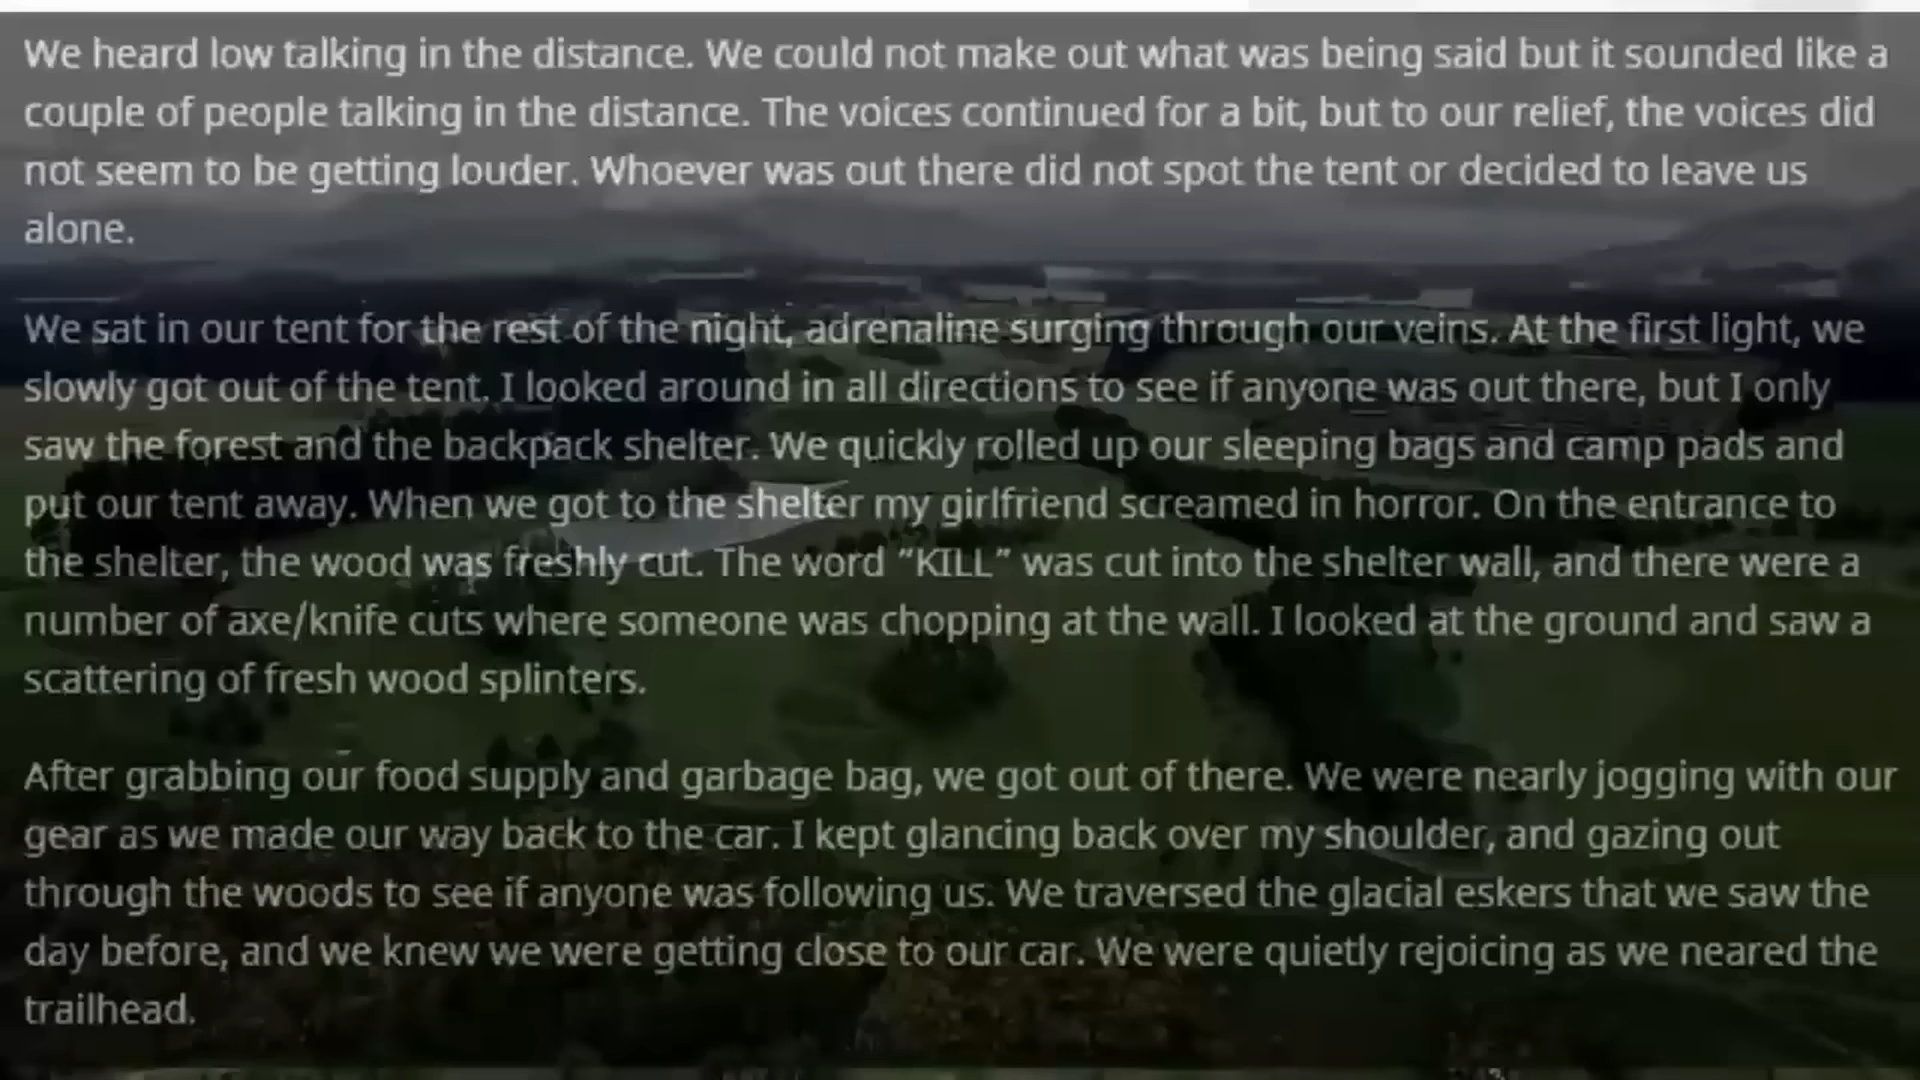 We heard low talking in the distance. We could not make out what was being said but it sounded like a
couple of people talking in the distance. The voices continued for a bit, but to our relief, the voices did
not seem to be getting louder. Whoever was out there did not spot the tent or decided to leave us
alone.
We sat in our tent for the rest of the night, adrenaline surging through our veins. At the first light, we
slowly got out of the tent. I looked around in all directions to see if anyone was out there, but I only
saw the forest and the backpack shelter. We quickly rolled up our sleeping bags and camp pads and
put our tent away. When we got to the shelter my girlfriend screamed in horror. On the entrance to
the shelter, the wood was freshly cut. The word “KILL” was cut into the shelter wall, and there were a
number of axe/knife cuts where someone was chopping at the wall. I looked at the ground and saw a
scattering of fresh wood splinters.
After grabbing our food supply and garbage bag, we got out of there. We were nearly jogging with our
gear as we made our way back to the car. I kept glancing back over my shoulder, and gazing out
through the woods to see if anyone was following us. We traversed the glacial eskers that we saw the
day before, and we knew we were getting close to our car. We were quietly rejoicing as we neared the
trailhead.